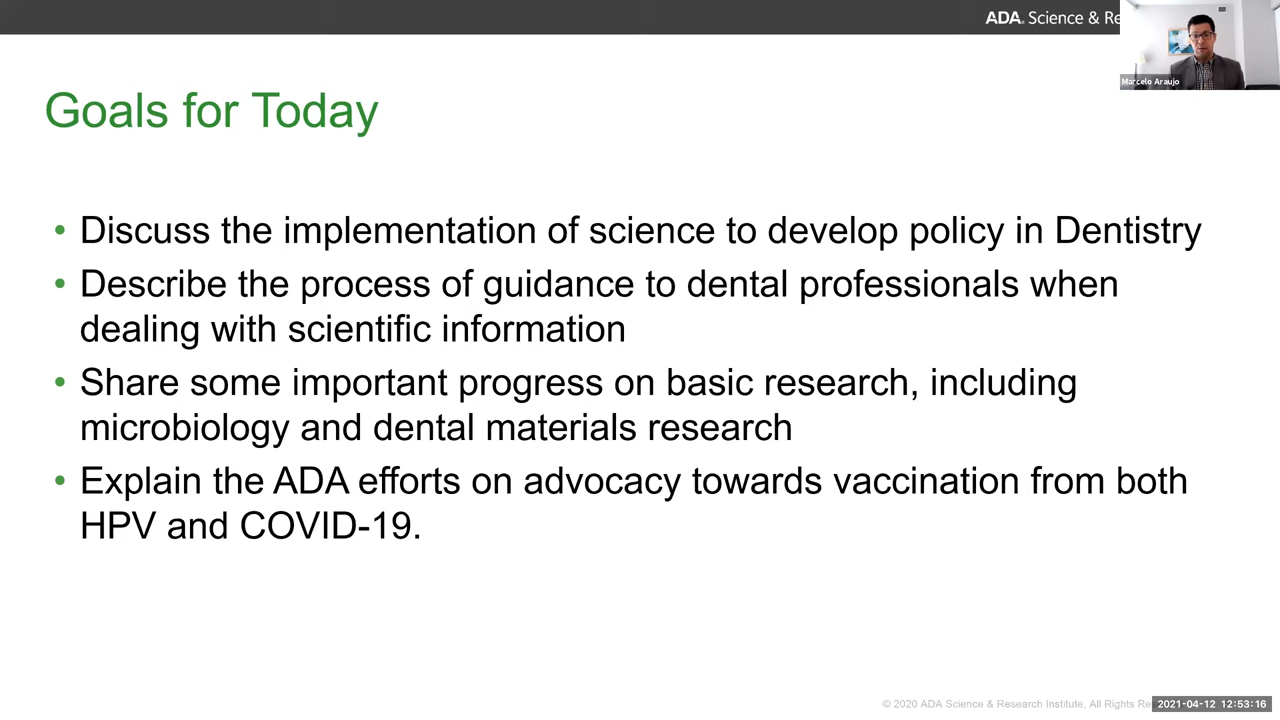 ADA Science & Re
Marcelo Araujo
Goals for Today
• Discuss the implementation of science to develop policy in Dentistry
• Describe the process of guidance to dental professionals when
dealing with scientific information
• Share some important progress on basic research, including
microbiology and dental materials research
• Explain the ADA efforts on advocacy towards vaccination from both
HPV and COVID-19.
© 2020 ADA Science & Research Institute, All Rights Re
2021-04-12 12:53:16